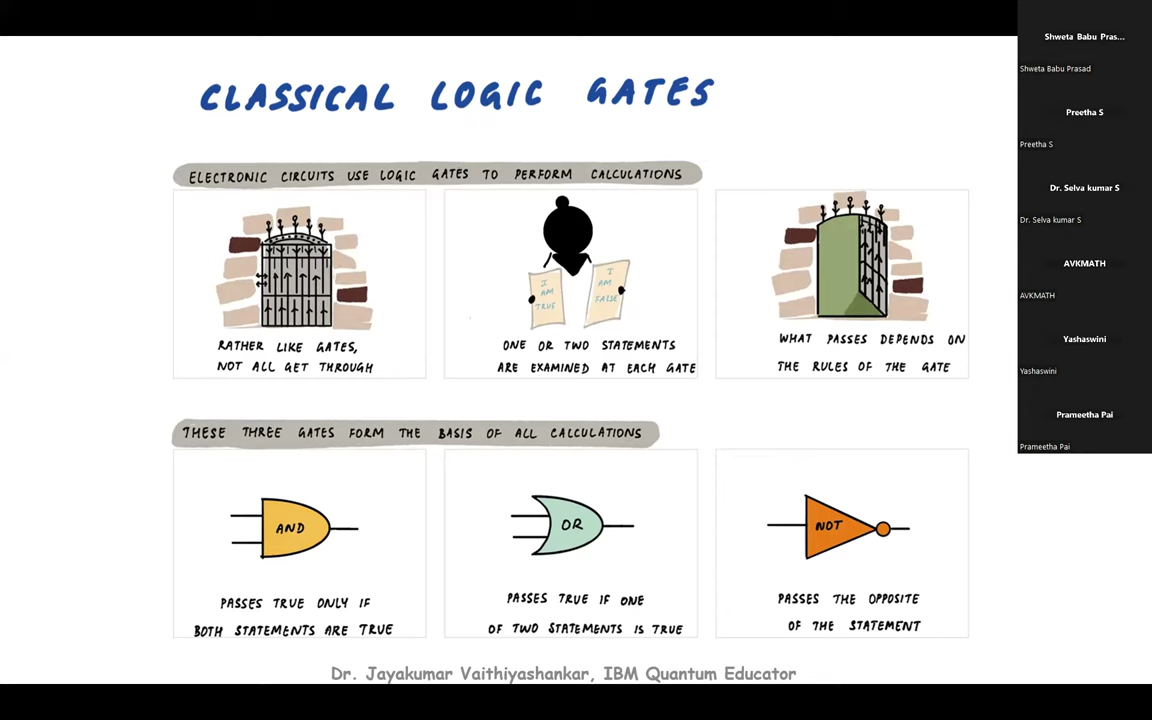 CLASSICAL LOGIC GATES
ELECTRONIC CIRCUITS USE LOGIC GATES TO PERFORM CALCULATIONS
RATHER LIKE GATES,
NOT ALL GET THROUGH
I
AM
TRUE
I
AM
FALSE
ONE OR TWO STATEMENTS
ARE EXAMINED AT EACH GATE
WHAT PASSES DEPENDS ON
THE RULES OF THE GATE
THESE THREE GATES FORM THE BASIS OF ALL CALCULATIONS
AND
PASSES TRUE ONLY IF
BOTH STATEMENTS ARE TRUE
OR
PASSES TRUE IF ONE
OF TWO STATEMENTS IS TRUE
NOT
PASSES THE OPPOSITE
OF THE STATEMENT
Dr. Jayakumar Vaithiyashankar, IBM Quantum Educator
Shweta Babu Pras...
Shweta Babu Prasad
Preetha S
Preetha S
Dr. Selva kumar S
Dr. Selva kumar S
AVKMATH
AVKMATH
Yashaswini
Yashaswini
Prameetha Pai
Prameetha Pai